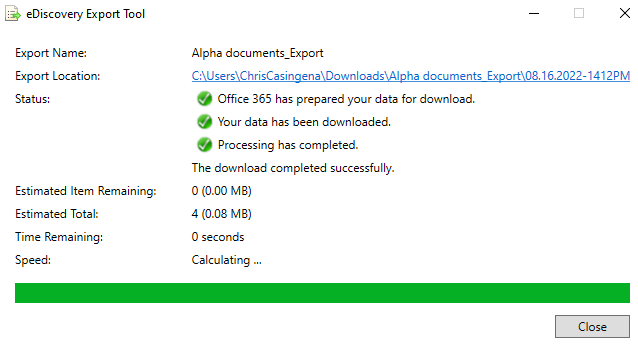 eDiscovery Export Tool
Export Name: Alpha documents_Export
Export Location: C:\Users\ChrisCasingena\Downloads\Alpha documents_Export\08.16.2022-1412PM
Status: Office 365 has prepared your data for download.
Your data has been downloaded.
Processing has completed.
The download completed successfully.
Estimated Item Remaining: 0 (0.00 MB)
Estimated Total: 4 (0.08 MB)
Time Remaining: 0 seconds
Speed: Calculating ...
Close